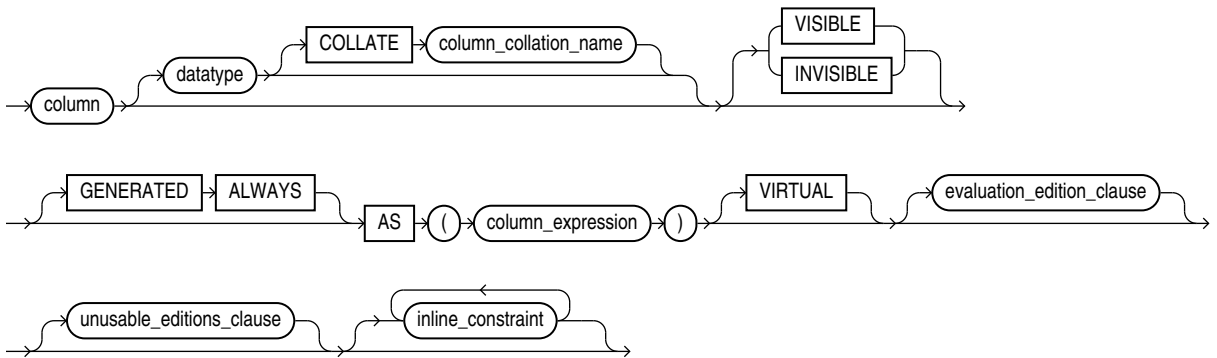 COLLATE column_collation_name VISIBLE
datatype INVISIBLE
column
GENERATED ALWAYS VIRTUAL evaluation_edition_clause
AS ( column_expression )
unusable_editions_clause inline_constraint